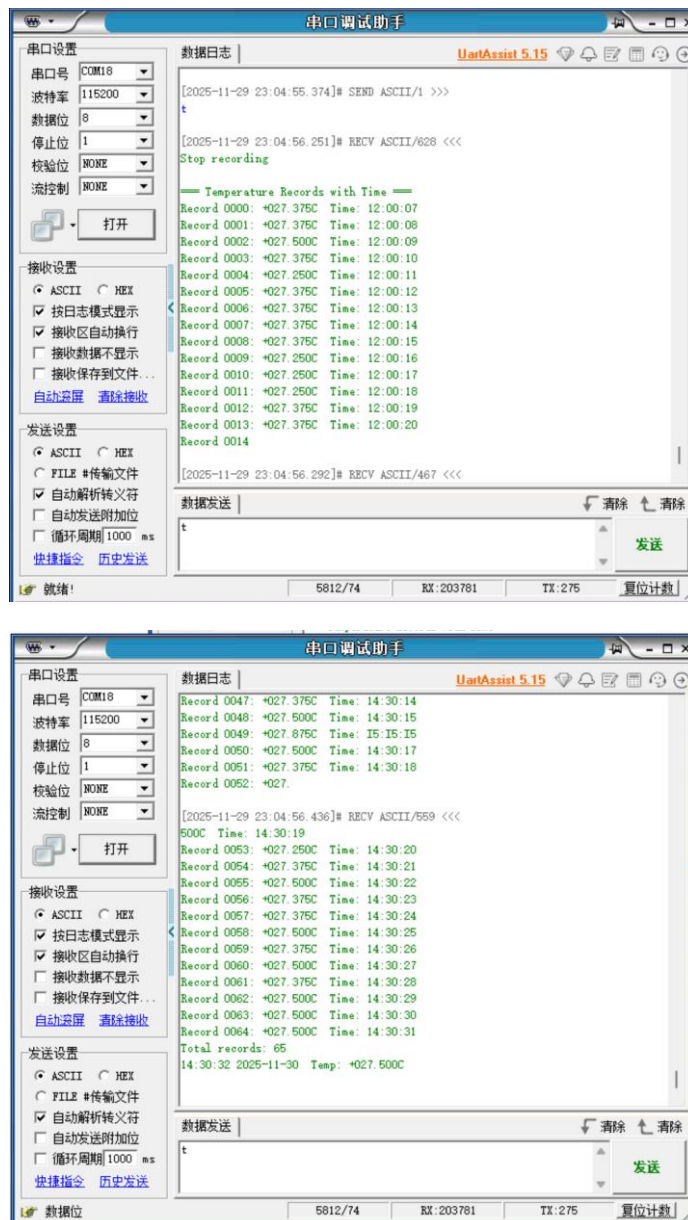 串口调试助手
串口设置
串口号 COM18
波特率 115200
数据位 8
停止位 1
校验位 NONE
流控制 NONE
打开
接收设置
ASCII HEX
按日志模式显示
接收区自动换行
接收数据不显示
接收保存到文件...
自动滚屏 清除接收
发送设置
ASCII HEX
FILE #传输文件
自动解析转义符
自动发送附加位
循环周期 1000 ms
快捷指令 历史发送
数据日志
UartAssist 5.15
[2025-11-29 23:04:55.374]# SEND ASCII/1 >>>
t
[2025-11-29 23:04:56.251]# RECV ASCII/628 <<<
Stop recording
=== Temperature Records with Time ===
Record 0000: +027.375C Time: 12:00:07
Record 0001: +027.375C Time: 12:00:08
Record 0002: +027.500C Time: 12:00:09
Record 0003: +027.375C Time: 12:00:10
Record 0004: +027.250C Time: 12:00:11
Record 0005: +027.375C Time: 12:00:12
Record 0006: +027.375C Time: 12:00:13
Record 0007: +027.375C Time: 12:00:14
Record 0008: +027.375C Time: 12:00:15
Record 0009: +027.250C Time: 12:00:16
Record 0010: +027.250C Time: 12:00:17
Record 0011: +027.250C Time: 12:00:18
Record 0012: +027.375C Time: 12:00:19
Record 0013: +027.375C Time: 12:00:20
Record 0014
[2025-11-29 23:04:56.292]# RECV ASCII/467 <<<
数据发送
清除 清除
t
发送
就绪! 5812/74 RX:203781 TX:275 复位计数
串口调试助手
串口设置
串口号 COM18
波特率 115200
数据位 8
停止位 1
校验位 NONE
流控制 NONE
打开
接收设置
ASCII HEX
按日志模式显示
接收区自动换行
接收数据不显示
接收保存到文件...
自动滚屏 清除接收
发送设置
ASCII HEX
FILE #传输文件
自动解析转义符
自动发送附加位
循环周期 1000 ms
快捷指令 历史发送
数据日志
UartAssist 5.15
Record 0047: +027.375C Time: 14:30:14
Record 0048: +027.500C Time: 14:30:15
Record 0049: +027.875C Time: I5:I5:I5
Record 0050: +027.500C Time: 14:30:17
Record 0051: +027.375C Time: 14:30:18
Record 0052: +027.
[2025-11-29 23:04:56.436]# RECV ASCII/559 <<<
500C Time: 14:30:19
Record 0053: +027.250C Time: 14:30:20
Record 0054: +027.375C Time: 14:30:21
Record 0055: +027.500C Time: 14:30:22
Record 0056: +027.375C Time: 14:30:23
Record 0057: +027.375C Time: 14:30:24
Record 0058: +027.500C Time: 14:30:25
Record 0059: +027.375C Time: 14:30:26
Record 0060: +027.500C Time: 14:30:27
Record 0061: +027.375C Time: 14:30:28
Record 0062: +027.500C Time: 14:30:29
Record 0063: +027.500C Time: 14:30:30
Record 0064: +027.500C Time: 14:30:31
Total records: 65
14:30:32 2025-11-30 Temp: +027.500C
数据发送
清除 清除
t
发送
数据位 5812/74 RX:203781 TX:275 复位计数